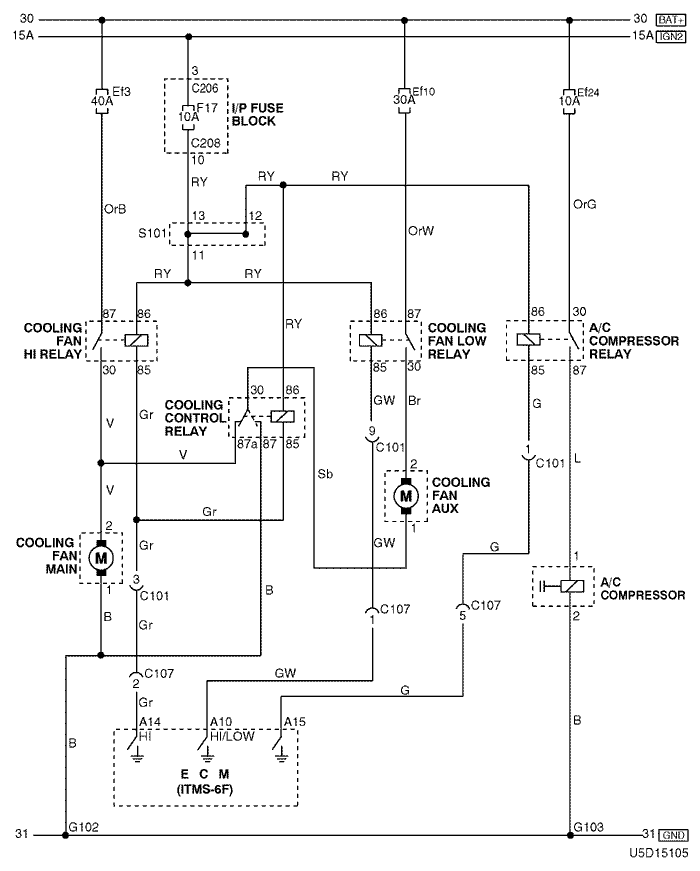 30
30 BAT+
15A
15A IGN2
3
C206
Ef3
40A
F17
10A
I/P FUSE
BLOCK
Ef10
30A
Ef24
10A
C208
10
RY
RY
RY
OrB
13
12
S101
11
OrW
OrG
RY
RY
87
86
RY
86
87
86
30
COOLING
FAN
HI RELAY
COOLING
FAN LOW
RELAY
A/C
COMPRESSOR
RELAY
30
85
85
30
85
87
30
86
GW
Br
G
V
Gr
COOLING
CONTROL
RELAY
9
C101
87a
87
85
1
C101
V
Sb
L
2
COOLING
FAN
AUX
M
V
Gr
1
2
COOLING
FAN
MAIN
M
Gr
GW
G
1
3
C101
B
1
A/C
COMPRESSOR
B
Gr
C107
1
C107
5
2
C107
2
GW
G
Gr
A14
A10
A15
HI
HI/LOW
B
B
E C M
(ITMS-6F)
31
G102
G103
31 GND
U5D15105